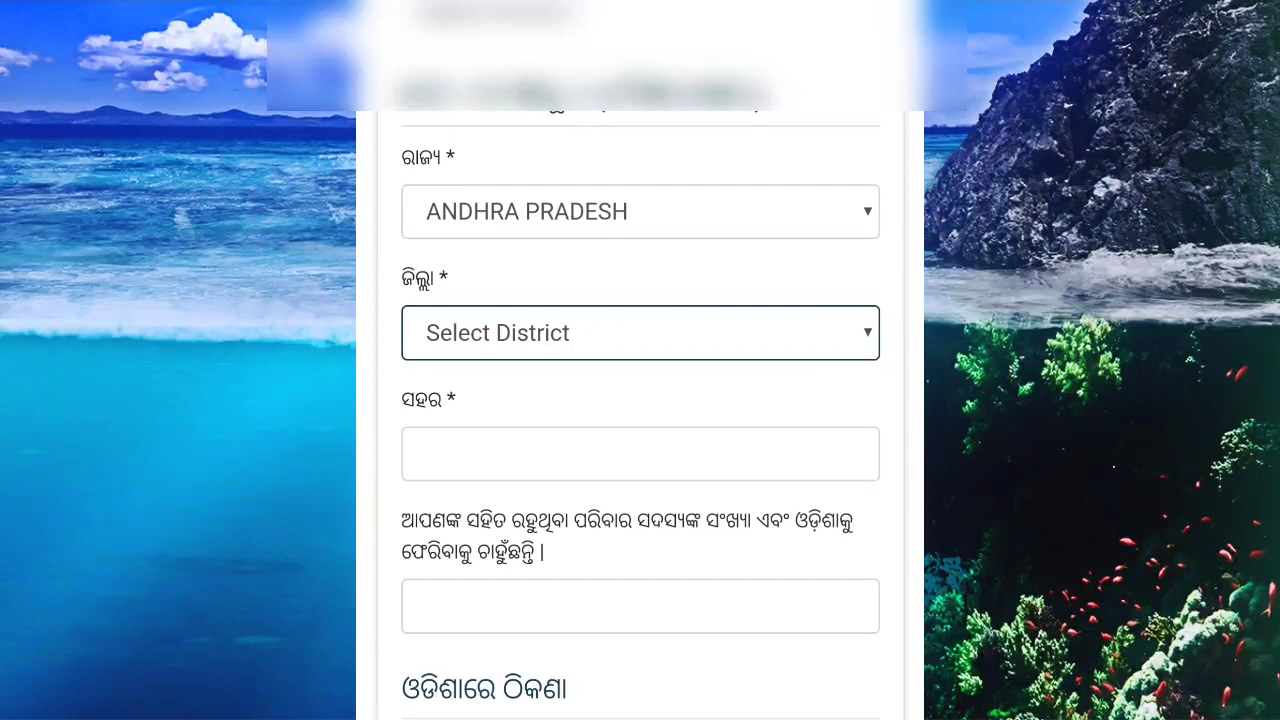 ରାଜ୍ୟ *
ANDHRA PRADESH
ଜିଲ୍ଲା *
Select District
ସହର *
ଆପଣଙ୍କ ସହିତ ରହୁଥିବା ପରିବାର ସଦସ୍ୟଙ୍କ ସଂଖ୍ୟା ଏବଂ ଓଡ଼ିଶାକୁ
ଫେରିବାକୁ ଚାହୁଁଛନ୍ତି |
ଓଡିଶାରେ ଠିକଣା